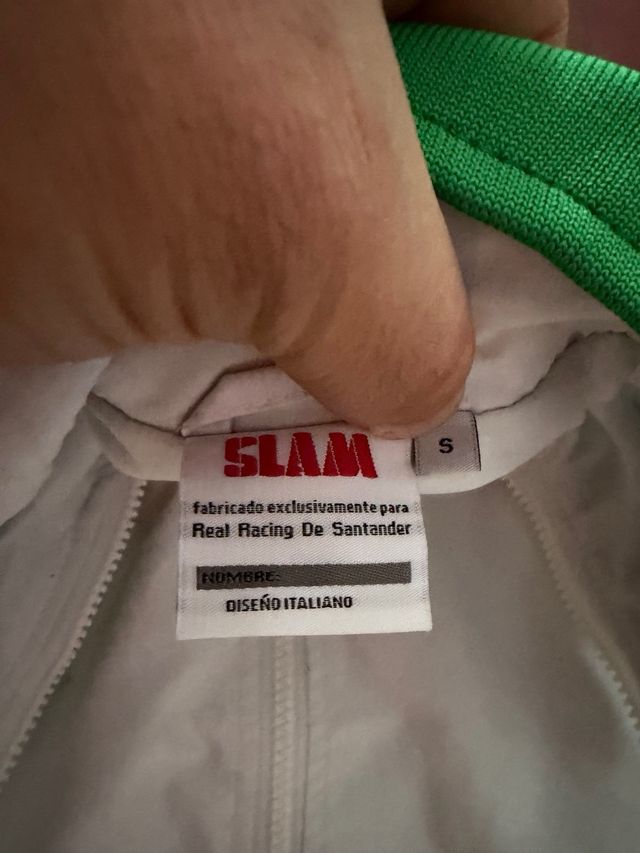 SLAM
S
fabricado exclusivamente para
Real Racing De Santander
NOMBRE:
DISEÑO ITALIANO